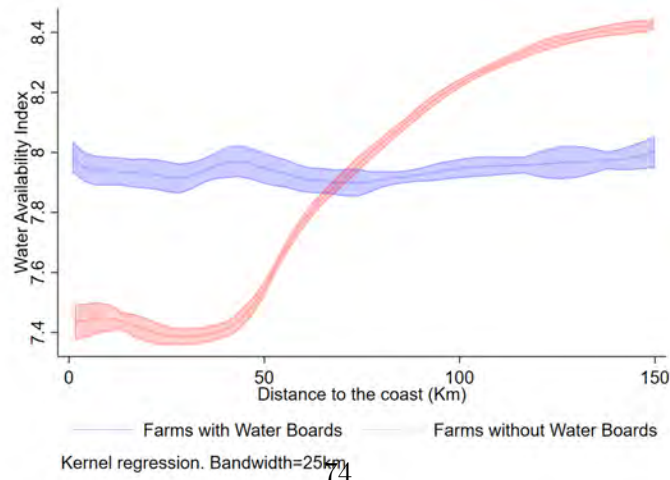 Water Availability Index
8.4
8.2
8
7.8
7.6
7.4
0 50 100 150
Distance to the coast (Km)
Farms with Water Boards Farms without Water Boards
Kernel regression. Bandwidth=25km
74